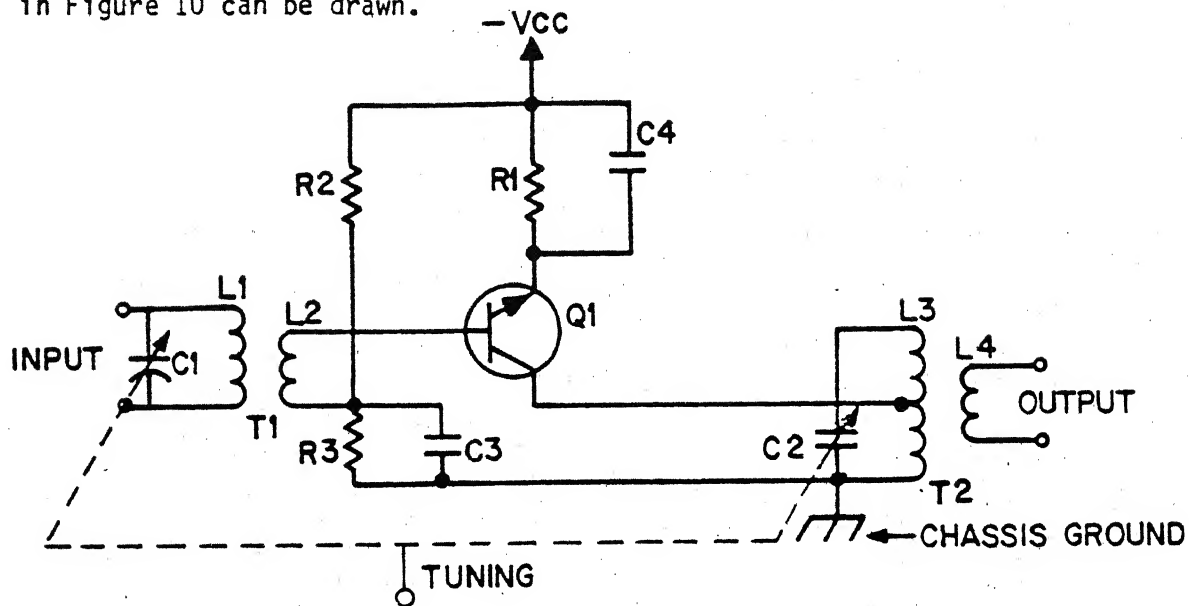 in Figure 10 can be drawn.
-VCC
C4
R2
R1
L1
L2
Q1
L3
L4
INPUT
C1
OUTPUT
T1
R3
C3
C2
T2
CHASSIS GROUND
TUNING